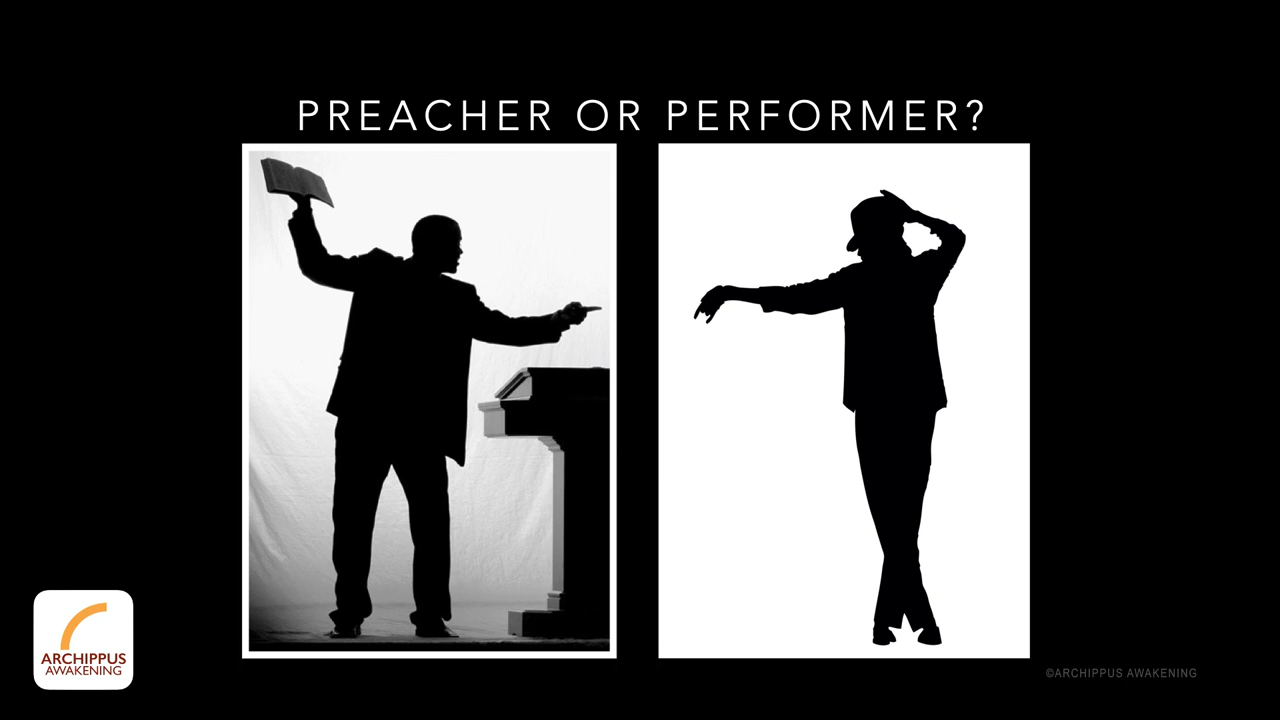 PREACHER OR PERFORMER?
ARCHIPPUS
AWAKENING
©ARCHIPPUS AWAKENING